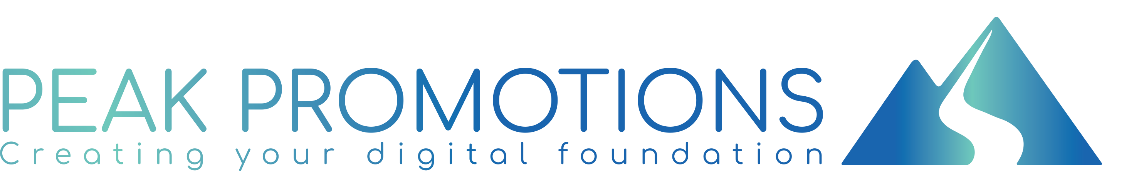 PEAK PROMOTIONS
Creating your digital foundation